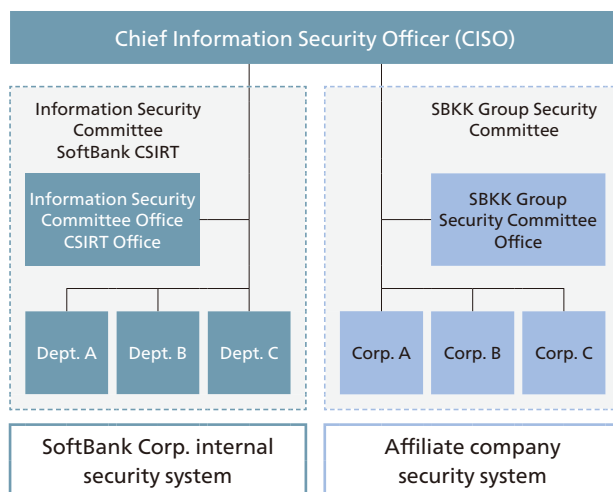 Chief Information Security Officer (CISO)
Information Security
Committee
SoftBank CSIRT
Information Security
Committee Office
CSIRT Office
Dept. A
Dept. B
Dept. C
SoftBank Corp. internal
security system
SBKK Group Security
Committee
SBKK Group
Security Committee
Office
Corp. A
Corp. B
Corp. C
Affiliate company
security system